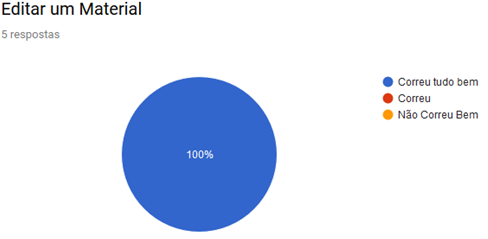 Editar um Material
5 respostas
100%
Correu tudo bem
Correu
Não Correu Bem